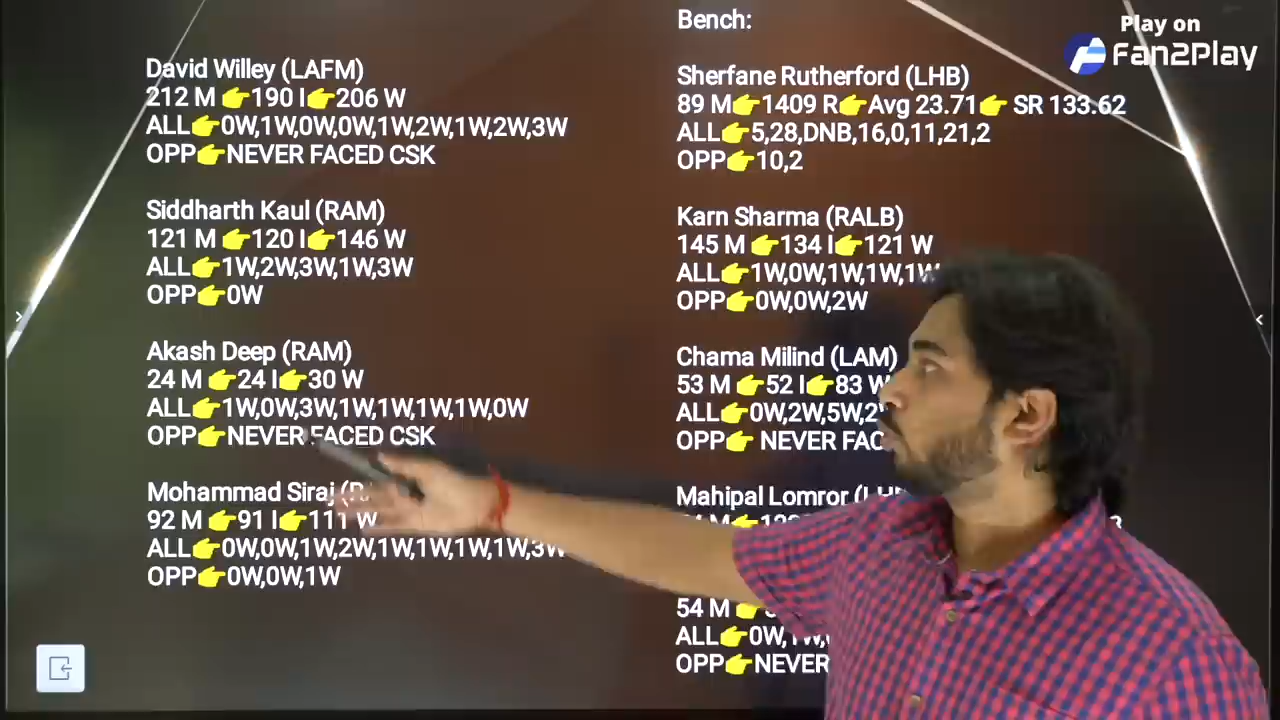 David Willey (LAFM)
212 M 👉190 I👉206 W
ALL👉0W,1W,0W,0W,1W,2W,1W,2W,3W
OPP👉NEVER FACED CSK
Siddharth Kaul (RAM)
121 M 👉120 I👉146 W
ALL👉1W,2W,3W,1W,3W
OPP👉0W
Akash Deep (RAM)
24 M 👉24 I👉30 W
ALL👉1W,0W,3W,1W,1W,1W,1W,0W
OPP👉NEVER FACED CSK
Mohammad Siraj
92 M 👉91 I👉111 W
ALL👉0W,0W,1W,2W,1W,1W,1W,1W,3W
OPP👉0W,0W,1W
Bench:
Sherfane Rutherford (LHB)
89 M👉1409 R👉Avg 23.71👉 SR 133.62
ALL👉5,28,DNB,16,0,11,21,2
OPP👉10,2
Karn Sharma (RALB)
145 M 👉134 I👉121 W
ALL👉1W,0W,1W,1W,1W
OPP👉0W,0W,2W
Chama Milind (LAM)
53 M 👉52 I👉83 W
ALL👉0W,2W,5W,
OPP👉 NEVER
Mahipal Lomror
54 M 👉
ALL👉0W,1W,
OPP👉NEVER
Play on
Fan2Play